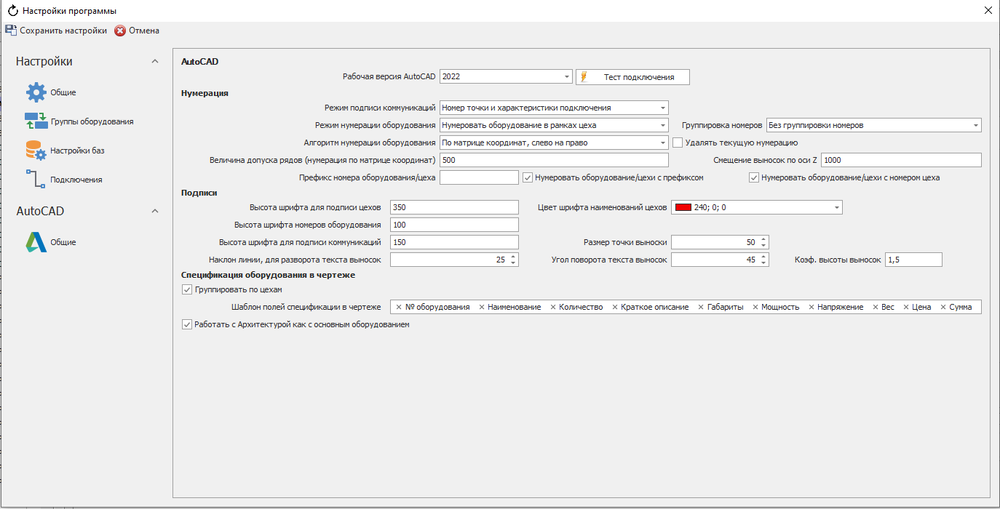 Настройки программы
Сохранить настройки Отмена
Настройки
Общие
Группы оборудования
Настройки баз
Подключения
AutoCAD
Общие
AutoCAD
Рабочая версия AutoCAD 2022 Тест подключения
Нумерация
Режим подписи коммуникаций Номер точки и характеристики подключения
Режим нумерации оборудования Нумеровать оборудование в рамках цеха Группировка номеров Без группировки номеров
Алгоритм нумерации оборудования По матрице координат, слево на право Удалять текущую нумерацию
Величина допуска рядов (нумерация по матрице координат) 500 Смещение выносок по оси Z 1000
Префикс номера оборудования/цеха Нумеровать оборудование/цехи с префиксом Нумеровать оборудование/цехи с номером цеха
Подписи
Высота шрифта для подписи цехов 350 Цвет шрифта наименований цехов 240; 0; 0
Высота шрифта номеров оборудования 100
Высота шрифта для подписи коммуникаций 150 Размер точки выноски 50
Наклон линии, для разворота текста выносок 25 Угол поворота текста выносок 45 Коэф. высоты выносок 1,5
Спецификация оборудования в чертеже
Группировать по цехам
Шаблон полей спецификации в чертеже × № оборудования × Наименование × Количество × Краткое описание × Габариты × Мощность × Напряжение × Вес × Цена × Сумма
Работать с Архитектурой как с основным оборудованием